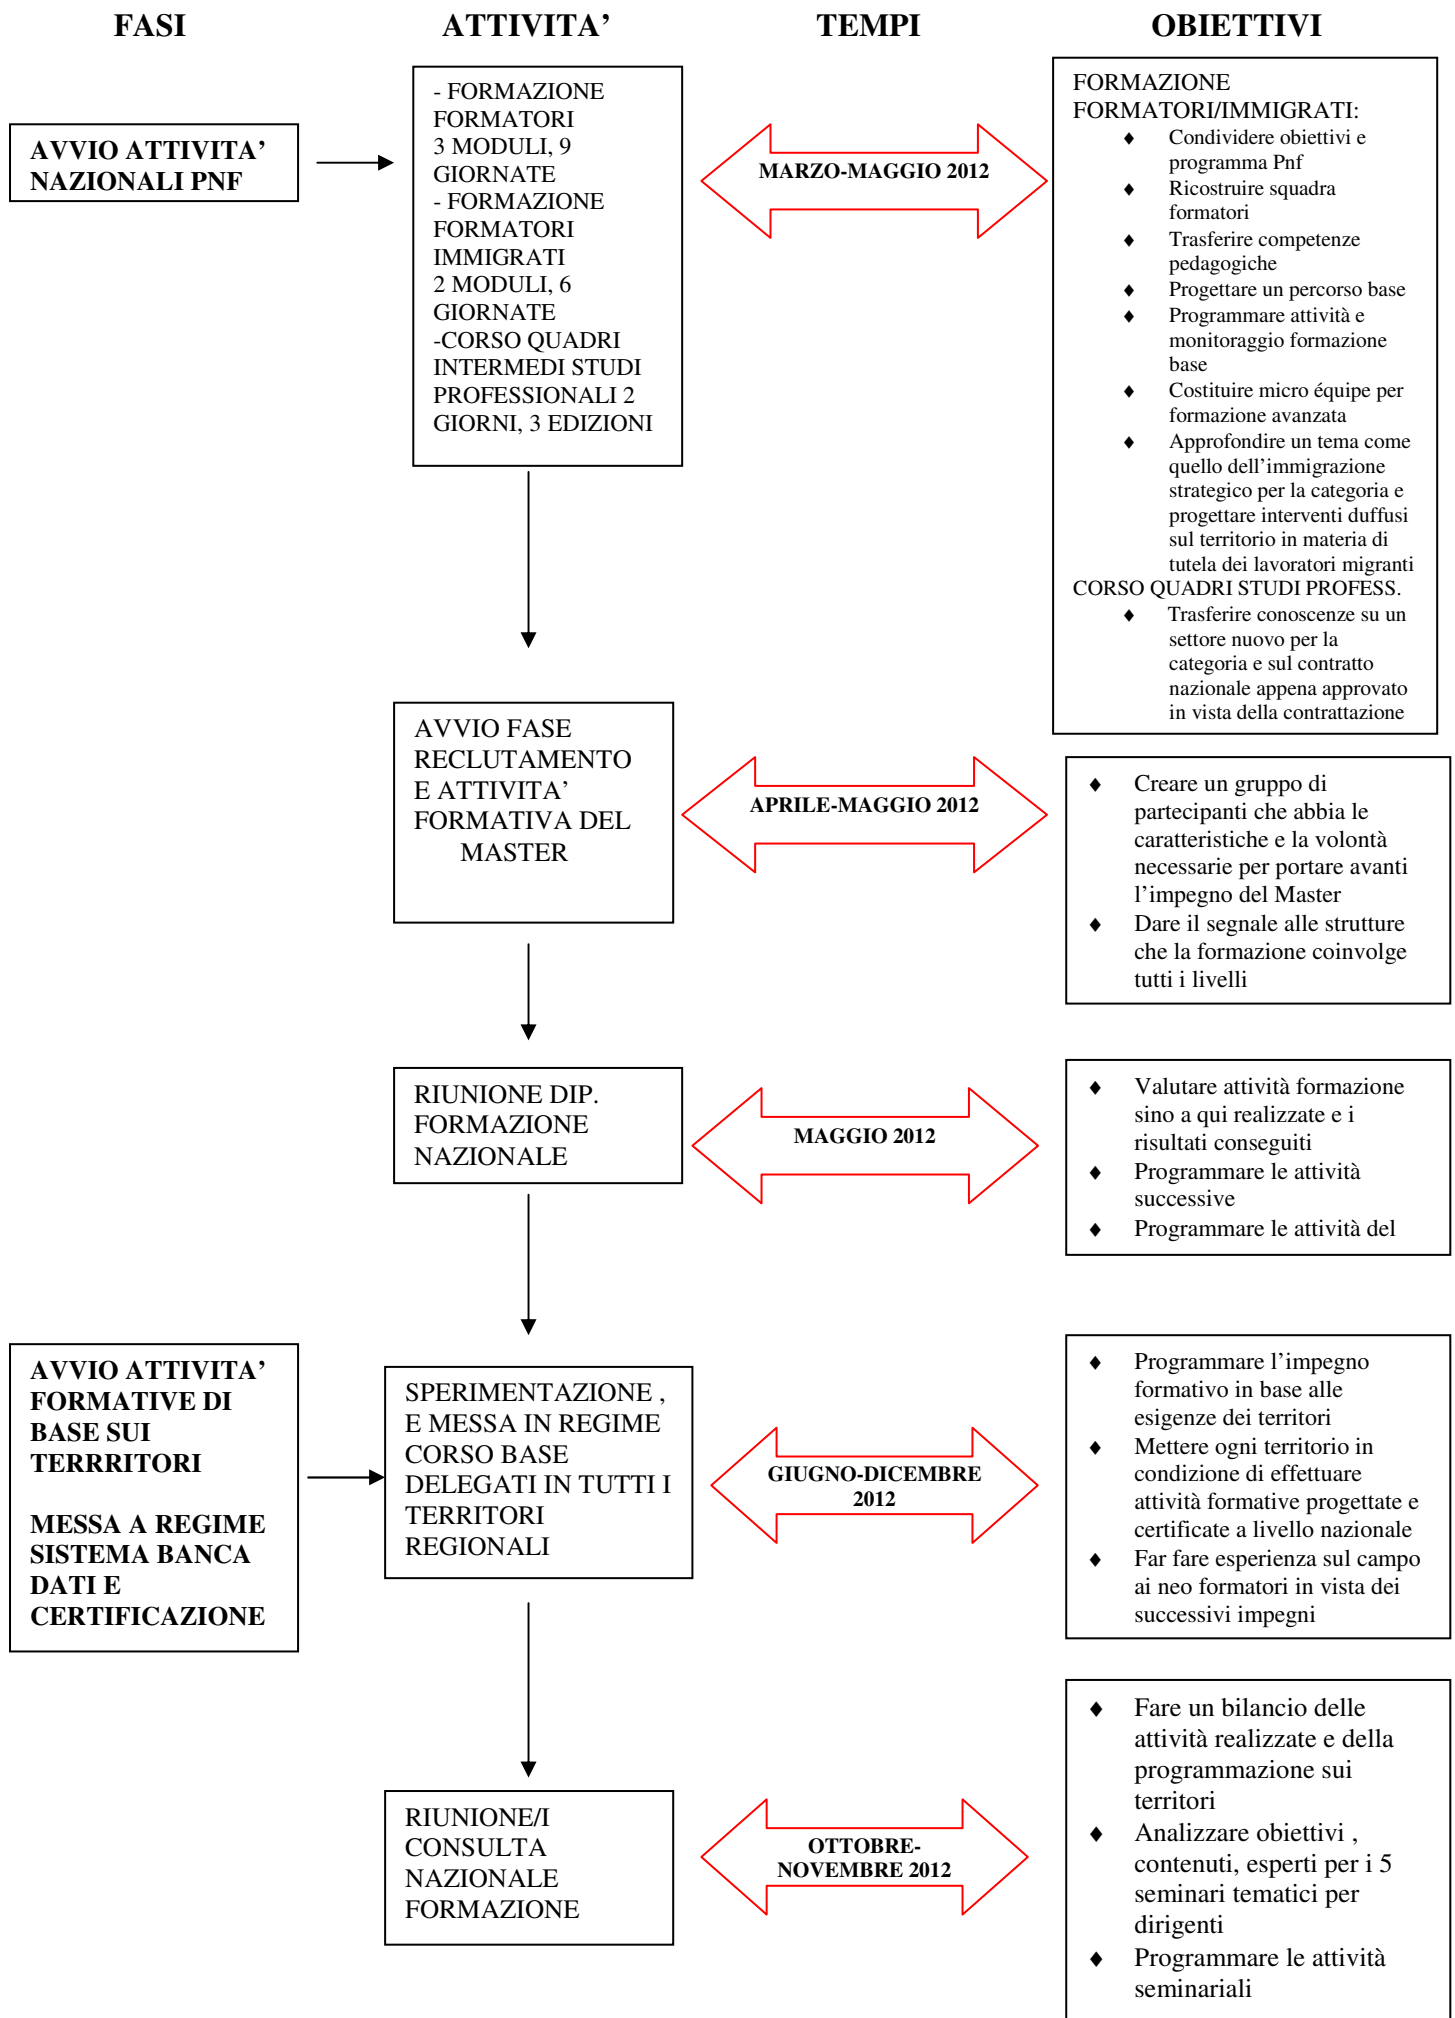 FASI
ATTIVITA’
TEMPI
OBIETTIVI
AVVIO ATTIVITA’
NAZIONALI PNF
- FORMAZIONE
FORMATORI
3 MODULI, 9
GIORNATE
- FORMAZIONE
FORMATORI
IMMIGRATI
2 MODULI, 6
GIORNATE
-CORSO QUADRI
INTERMEDI STUDI
PROFESSIONALI 2
GIORNI, 3 EDIZIONI
MARZO-MAGGIO 2012
FORMAZIONE
FORMATORI/IMMIGRATI:
♦ Condividere obiettivi e
programma Pnf
♦ Ricostruire squadra
formatori
♦ Trasferire competenze
pedagogiche
♦ Progettare un percorso base
♦ Programmare attività e
monitoraggio formazione
base
♦ Costituire micro équipe per
formazione avanzata
♦ Approfondire un tema come
quello dell’immigrazione
strategico per la categoria e
progettare interventi duffusi
sul territorio in materia di
tutela dei lavoratori migranti
CORSO QUADRI STUDI PROFESS.
♦ Trasferire conoscenze su un
settore nuovo per la
categoria e sul contratto
nazionale appena approvato
in vista della contrattazione
AVVIO FASE
RECLUTAMENTO
E ATTIVITA’
FORMATIVA DEL
MASTER
APRILE-MAGGIO 2012
♦ Creare un gruppo di
partecipanti che abbia le
caratteristiche e la volontà
necessarie per portare avanti
l’impegno del Master
♦ Dare il segnale alle strutture
che la formazione coinvolge
tutti i livelli
RIUNIONE DIP.
FORMAZIONE
NAZIONALE
MAGGIO 2012
♦ Valutare attività formazione
sino a qui realizzate e i
risultati conseguiti
♦ Programmare le attività
successive
♦ Programmare le attività del
AVVIO ATTIVITA’
FORMATIVE DI
BASE SUI
TERRRITORI
MESSA A REGIME
SISTEMA BANCA
DATI E
CERTIFICAZIONE
SPERIMENTAZIONE ,
E MESSA IN REGIME
CORSO BASE
DELEGATI IN TUTTI I
TERRITORI
REGIONALI
GIUGNO-DICEMBRE
2012
♦ Programmare l’impegno
formativo in base alle
esigenze dei territori
♦ Mettere ogni territorio in
condizione di effettuare
attività formative progettate e
certificate a livello nazionale
♦ Far fare esperienza sul campo
ai neo formatori in vista dei
successivi impegni
RIUNIONE/I
CONSULTA
NAZIONALE
FORMAZIONE
OTTOBRE-
NOVEMBRE 2012
♦ Fare un bilancio delle
attività realizzate e della
programmazione sui
territori
♦ Analizzare obiettivi ,
contenuti, esperti per i 5
seminari tematici per
dirigenti
♦ Programmare le attività
seminariali